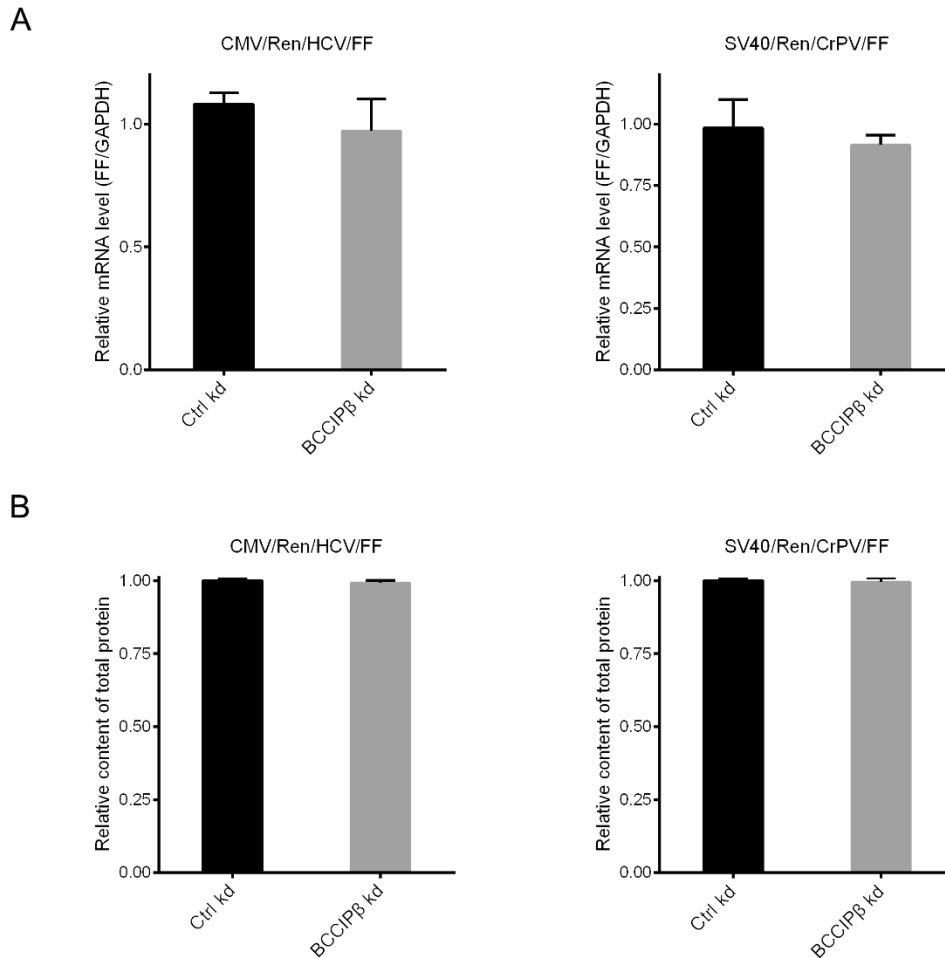 A
CMV/Ren/HCV/FF
Relative mRNA level (FF/GAPDH)
1.0
0.5
0.0
Ctrl kd
BCCIPβ kd
SV40/Ren/CrPV/FF
Relative mRNA level (FF/GAPDH)
1.00
0.75
0.50
0.25
0.00
Ctrl kd
BCCIPβ kd
B
CMV/Ren/HCV/FF
Relative content of total protein
1.00
0.75
0.50
0.25
0.00
Ctrl kd
BCCIPβ kd
SV40/Ren/CrPV/FF
Relative content of total protein
1.00
0.75
0.50
0.25
0.00
Ctrl kd
BCCIPβ kd